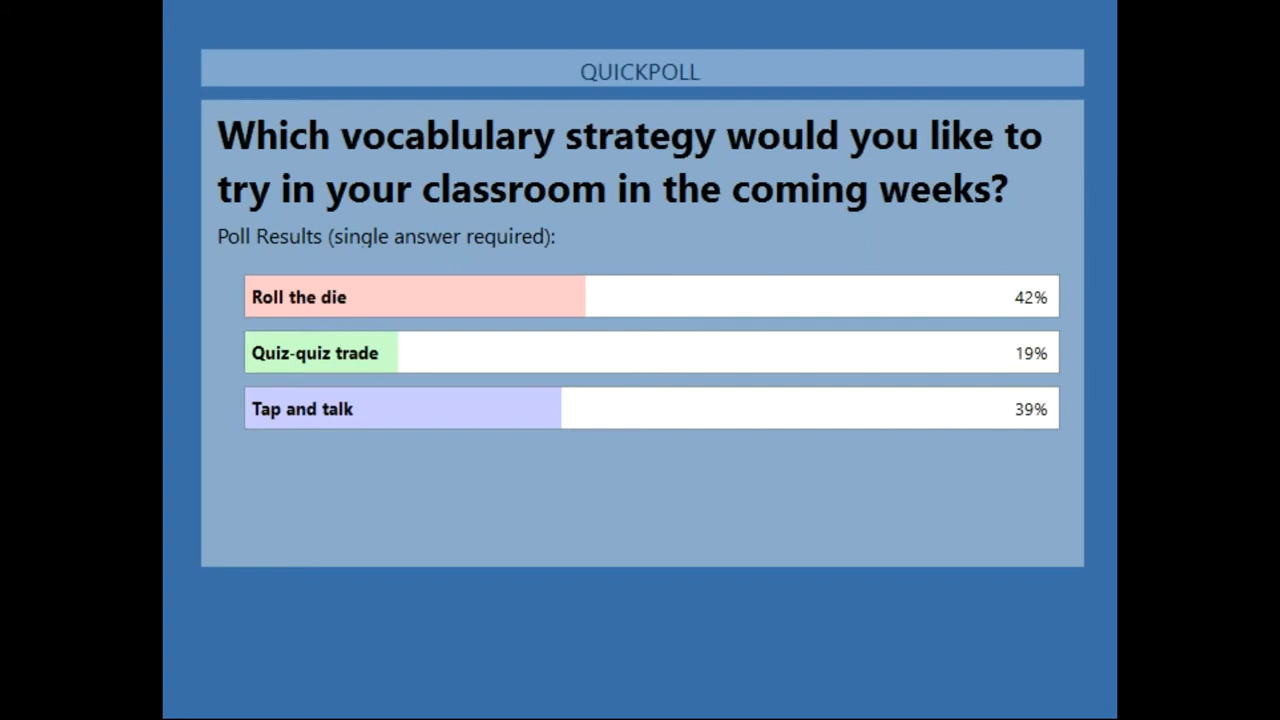 QUICKPOLL
Which vocablulary strategy would you like to
try in your classroom in the coming weeks?
Poll Results (single answer required):
Roll the die 42%
Quiz-quiz trade 19%
Tap and talk 39%